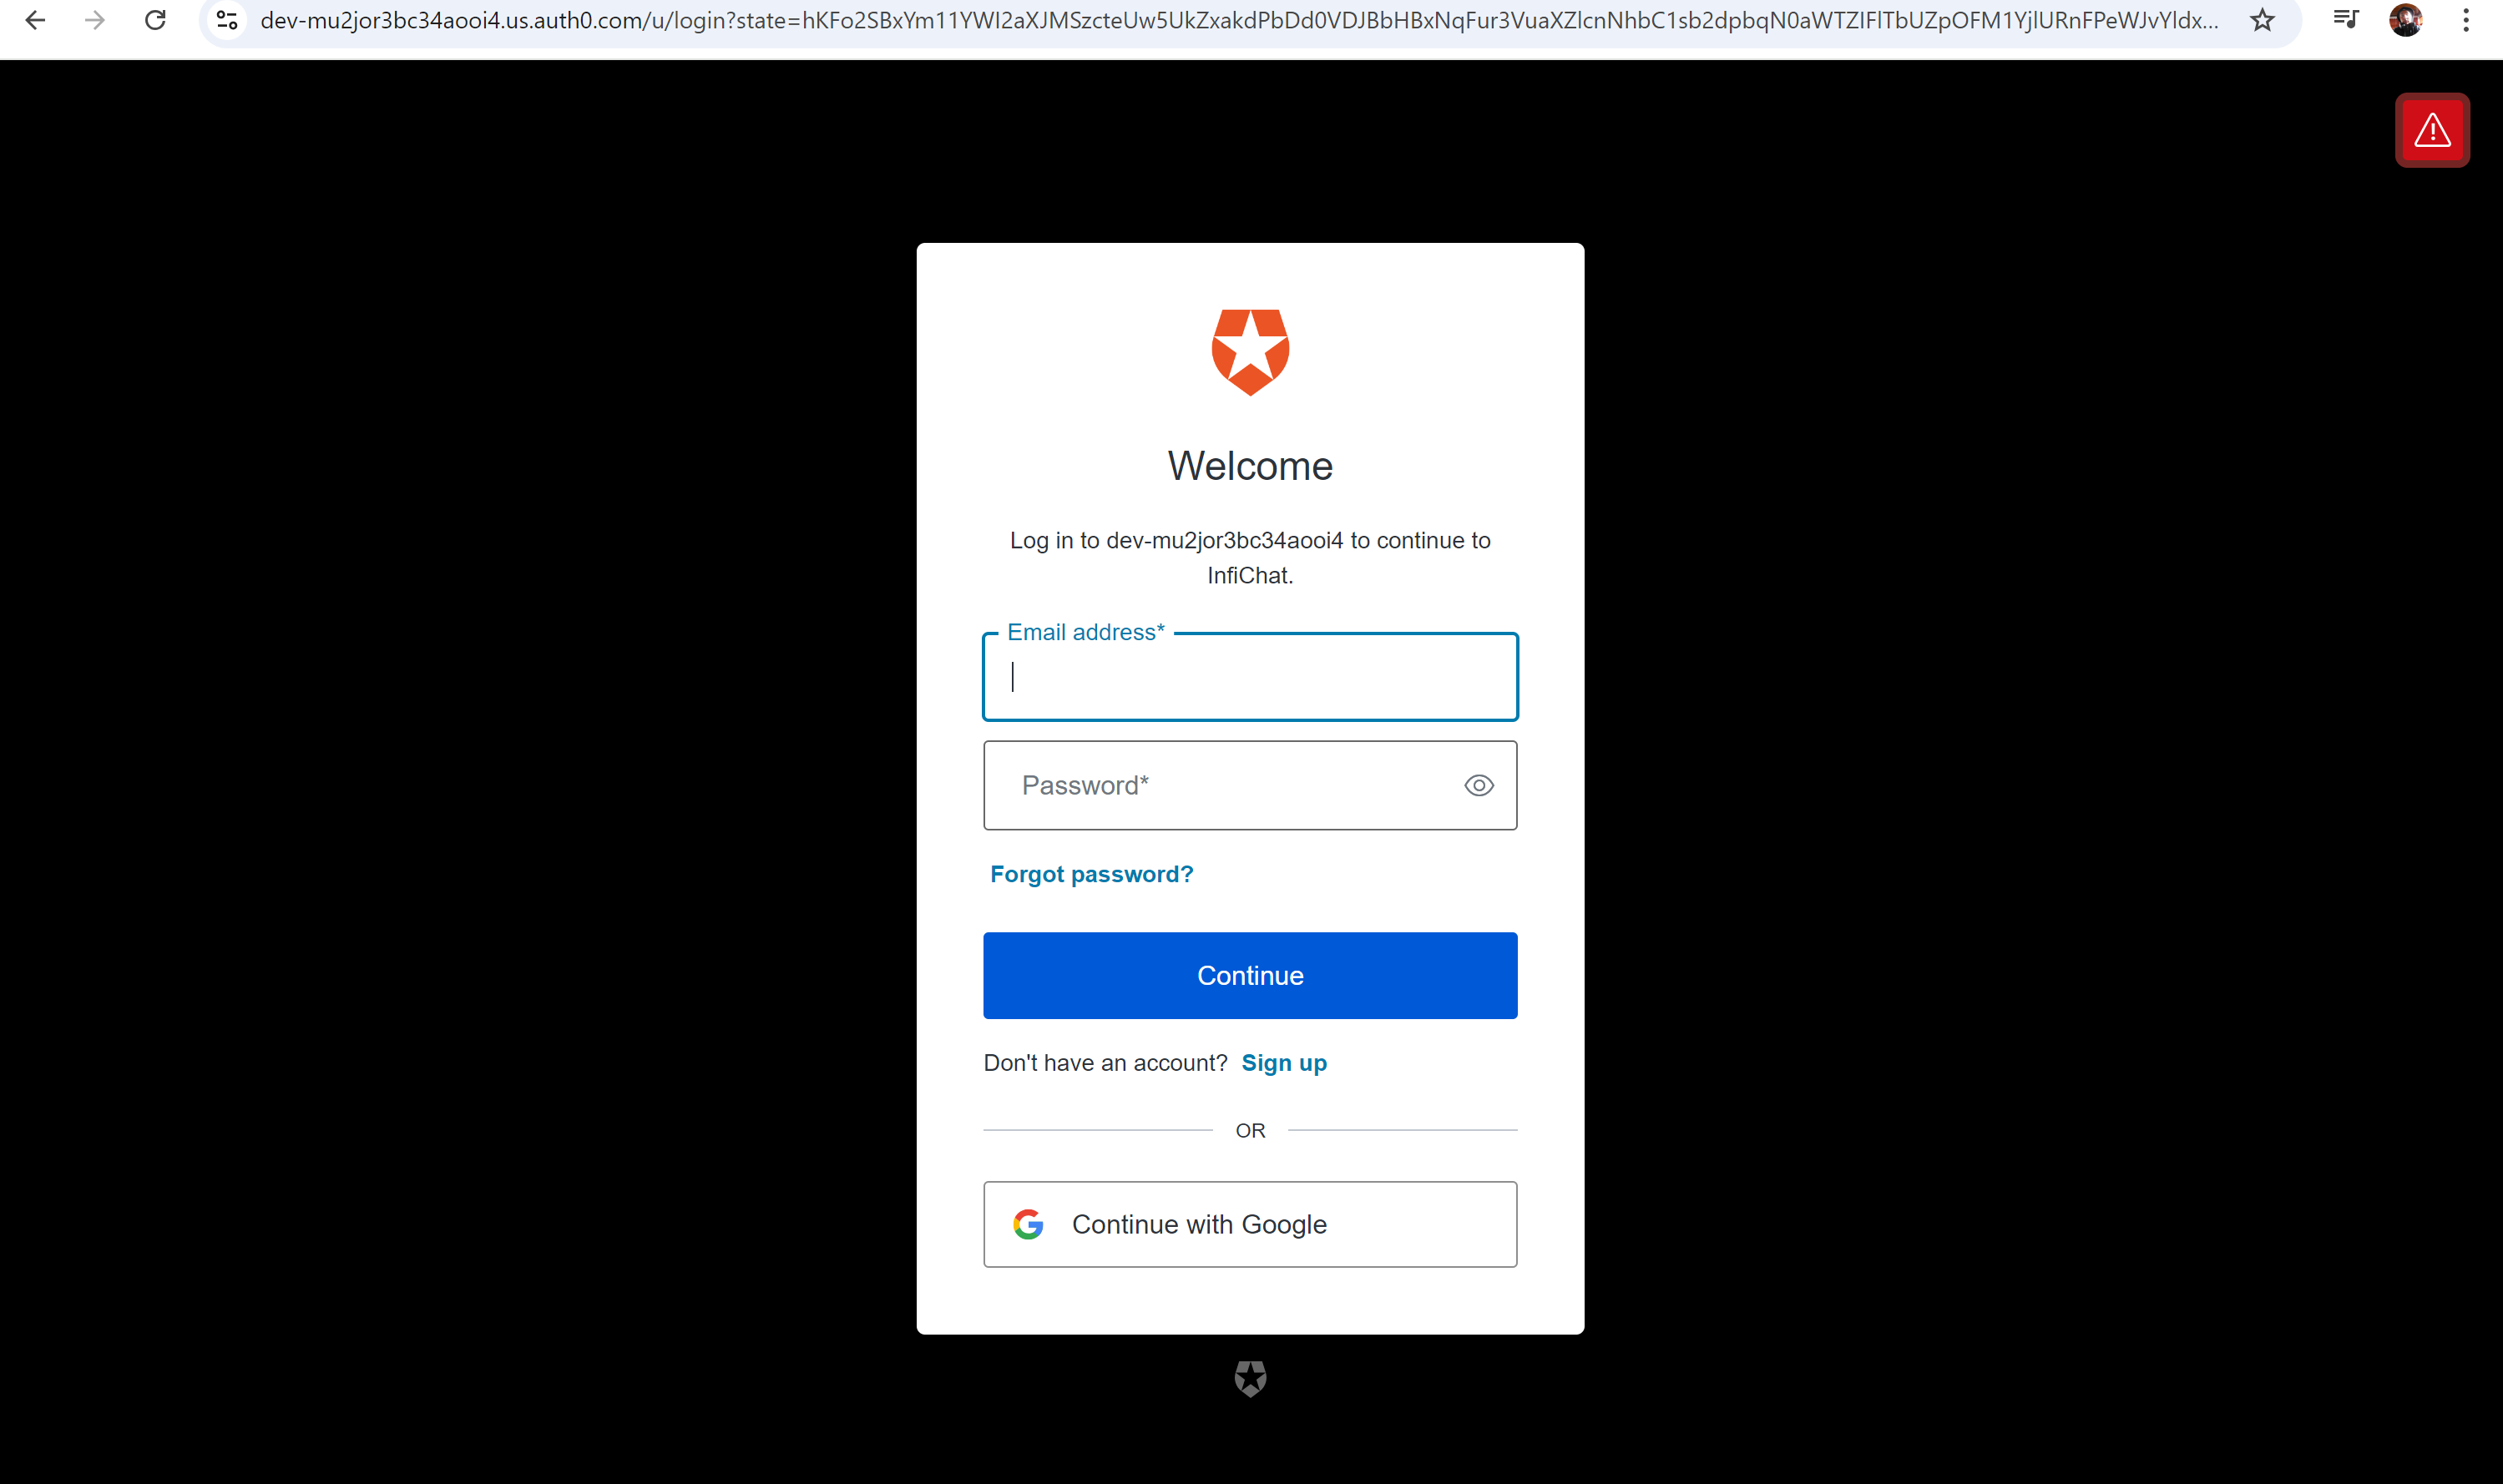 dev-mu2jor3bc34aooi4.us.auth0.com/u/login?state=hKFo2SBxYm11YWI2aXJMSzcteUw5UkZxakdPbDd0VDJBbHBxNqFur3VuaXZlcnNhbC1sb2dpbqN0aWTZIFlTbUZpOFM1YjlURnFPeWJvYldx...
Welcome
Log in to dev-mu2jor3bc34aooi4 to continue to
InfiChat.
Email address*
Password*
Forgot password?
Continue
Don't have an account? Sign up
OR
Continue with Google